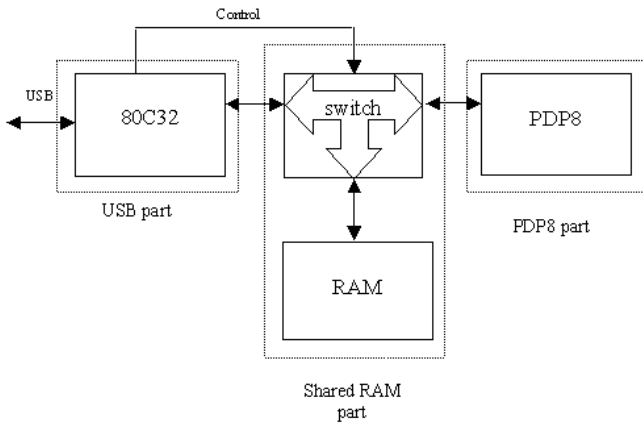 Control
USB
80C32
switch
PDP8
USB part
PDP8 part
RAM
Shared RAM
part